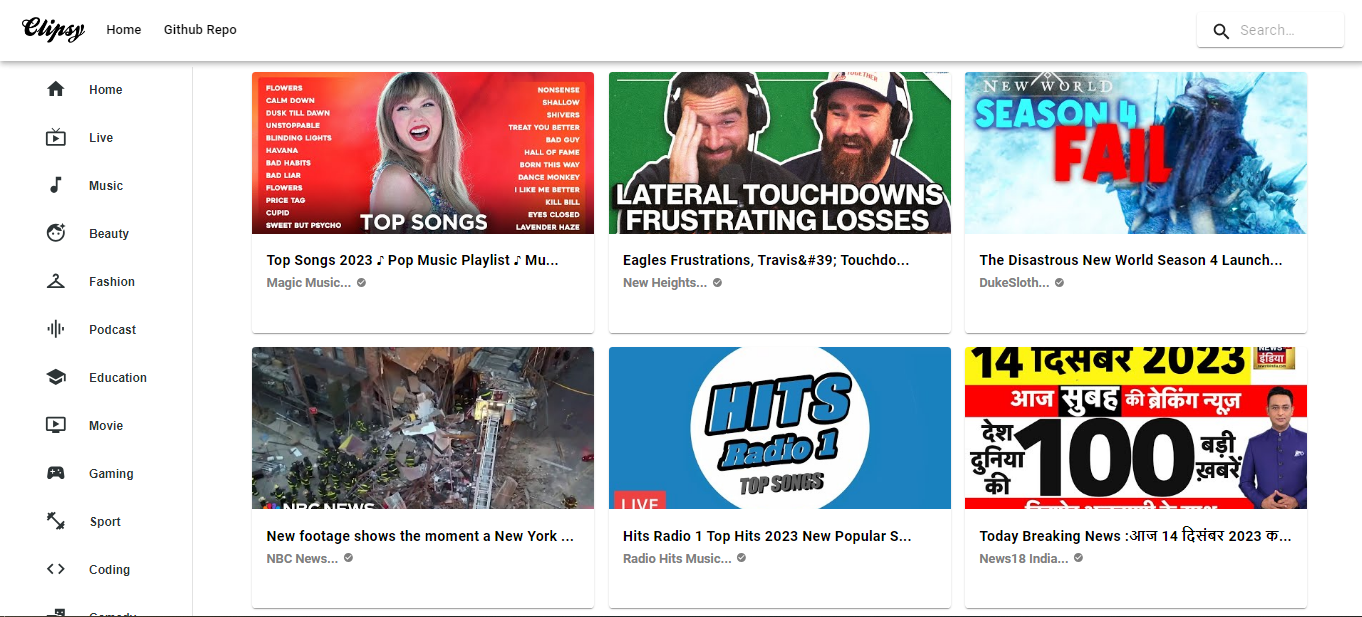 Clipsy Home Github Repo Search...
Home
Live
Music
Beauty
Fashion
Podcast
Education
Movie
Gaming
Sport
Coding
Comedy
FLOWERS
CALM DOWN
DUSK TILL DAWN
UNSTOPPABLE
BLINDING LIGHTS
HAVANA
BAD HABITS
BAD LIAR
FLOWERS
PRICE TAG
CUPID
SWEET BUT PSYCHO
NONSENSE
SHALLOW
SHIVERS
TREAT YOU BETTER
BAD GUY
HALL OF FAME
BORN THIS WAY
DANCE MONKEY
I LIKE ME BETTER
KILL BILL
EYES CLOSED
LAVENDER HAZE
TOP SONGS
Top Songs 2023 ♪ Pop Music Playlist ♪ Mu...
Magic Music...
TOGETHER
LATERAL TOUCHDOWNS
FRUSTRATING LOSSES
Eagles Frustrations, Travis&#39; Touchdo...
New Heights...
NEW WORLD
SEASON 4
FAIL
The Disastrous New World Season 4 Launch...
DukeSloth...
NBC NEWS
New footage shows the moment a New York ...
NBC News...
HITS
Radio 1
TOP SONGS
LIVE
Hits Radio 1 Top Hits 2023 New Popular S...
Radio Hits Music...
14 दिसंबर 2023
इंडिया
आज सुबह की ब्रेकिंग न्यूज़
देश
दुनिया
की
100
बड़ी
ख़बरें
Today Breaking News :आज 14 दिसंबर 2023 क...
News18 India...